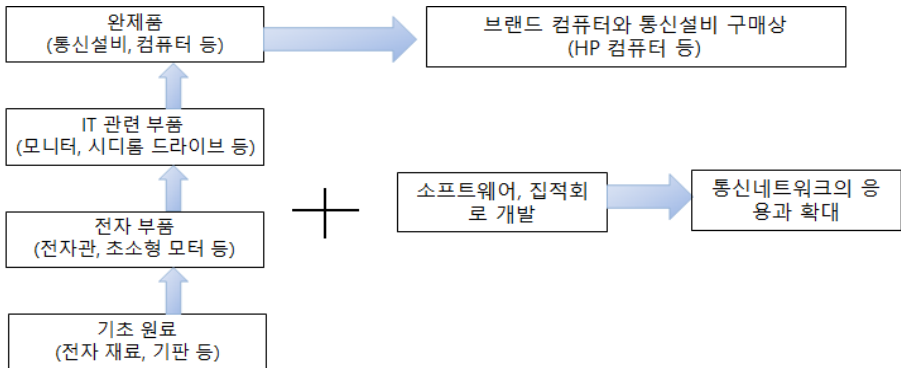 완제품
(통신설비, 컴퓨터 등)
브랜드 컴퓨터와 통신설비 구매상
(HP 컴퓨터 등)
IT 관련 부품
(모니터, 시디롬 드라이브 등)
소프트웨어, 집적회
로 개발
통신네트워크의 응
용과 확대
전자 부품
(전자관, 초소형 모터 등)
기초 원료
(전자 재료, 기판 등)